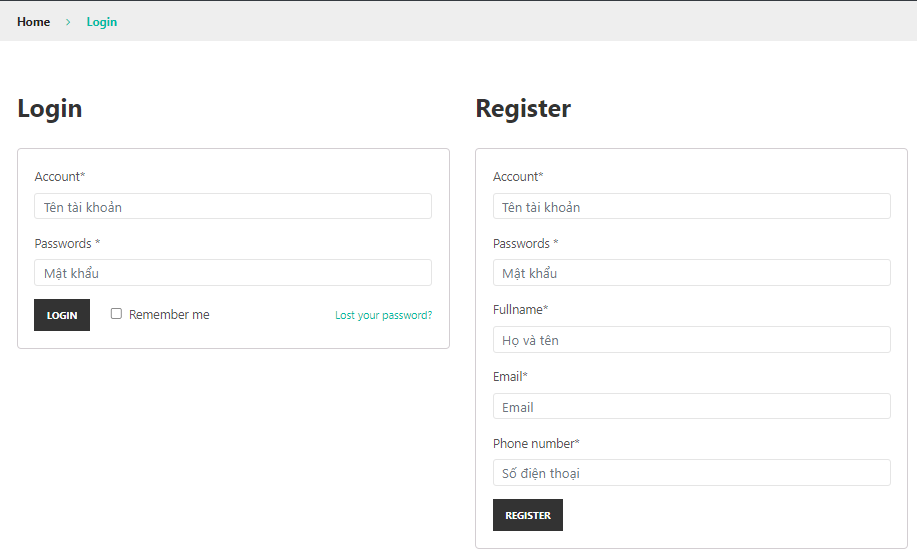 Home > Login
Login
Account*
Tên tài khoản
Passwords *
Mật khẩu
LOGIN Remember me Lost your password?
Register
Account*
Tên tài khoản
Passwords *
Mật khẩu
Fullname*
Họ và tên
Email*
Email
Phone number*
Số điện thoại
REGISTER